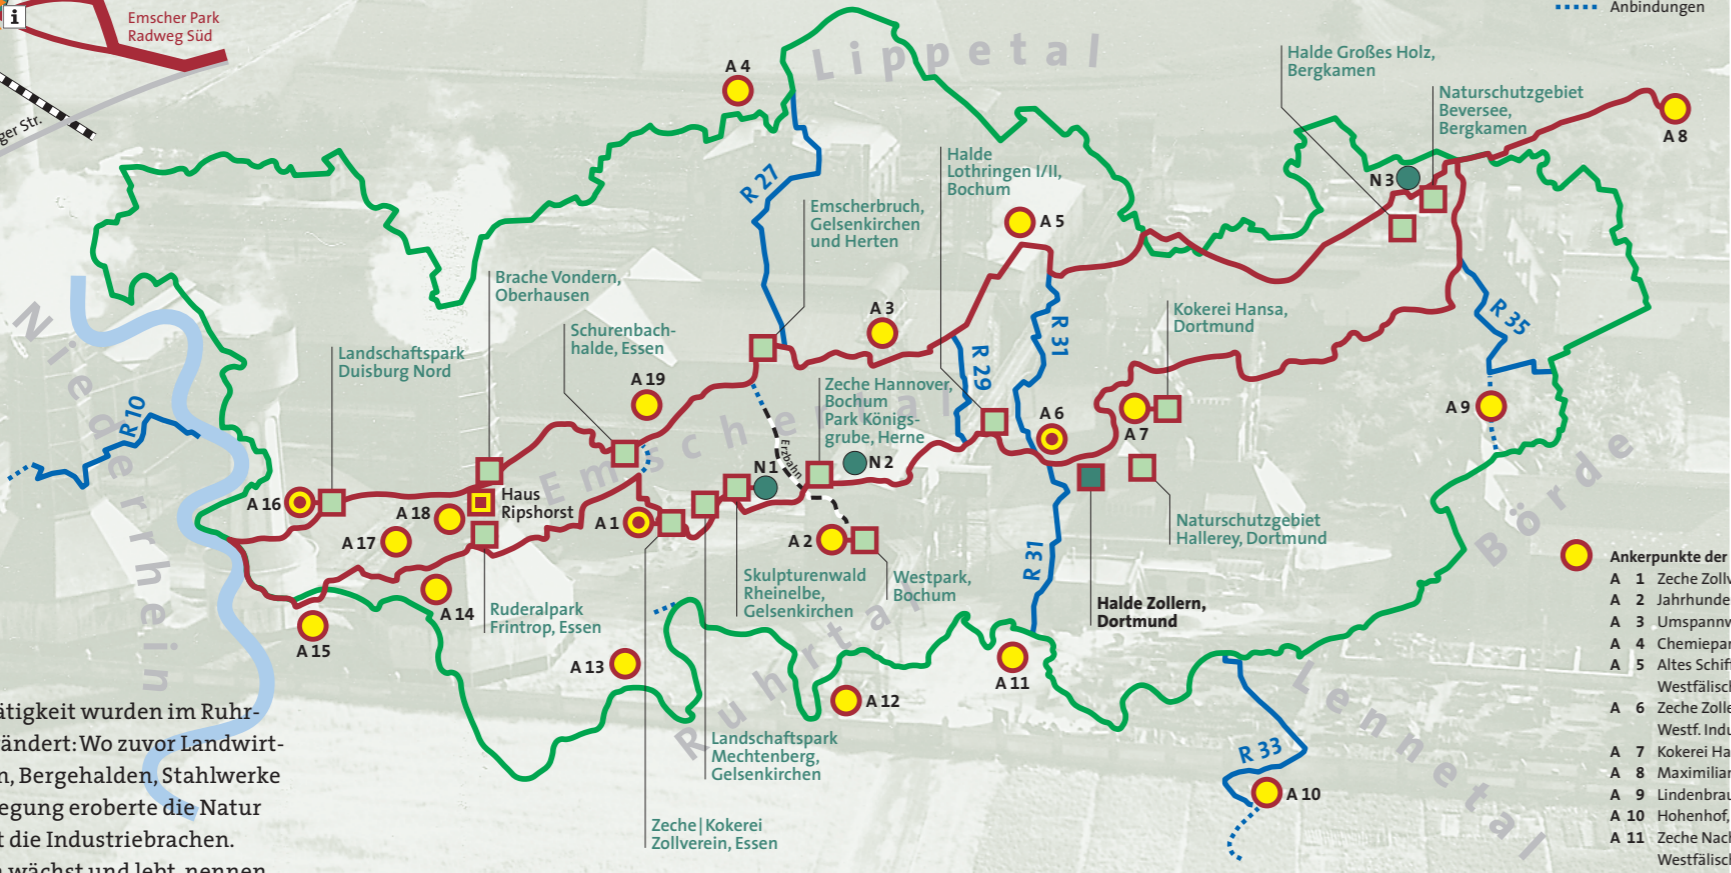 i
Emscher Park
Radweg Süd
ger Str.
Anbindungen
Lippetal
A 4
Halde Großes Holz,
Bergkamen
Naturschutzgebiet
Beversee,
Bergkamen
A 8
N 3
R 27
Halde
Lothringen I/II,
Bochum
Emscherbruch,
Gelsenkirchen
und Herten
A 5
Brache Vondern,
Oberhausen
Kokerei Hansa,
Dortmund
R 35
Niederrhein
Schurenbach-
halde, Essen
A 3
R 31
R 29
Landschaftspark
Duisburg Nord
A 19
Zeche Hannover,
Bochum
Park Königs-
grube, Herne
Emschertal
R 10
A 6
A 7
A 9
Erzbahn
N 1
N 2
A 16
Haus
Ripshorst
A 18
A 17
A 1
A 2
Naturschutzgebiet
Hallerey, Dortmund
Börde
R 31
Skulpturenwald
Rheinelbe,
Gelsenkirchen
Westpark,
Bochum
A 14
Ruderalpark
Frintrop, Essen
Halde Zollern,
Dortmund
A 15
A 13
A 11
A 12
Ruhrtal
Lennetal
Landschaftspark
Mechtenberg,
Gelsenkirchen
R 33
A 10
Zeche|Kokerei
Zollverein, Essen
Ankerpunkte der
A 1 Zeche Zollv
A 2 Jahrhunde
A 3 Umspannw
A 4 Chemiepar
A 5 Altes Schif
Westfälisch
A 6 Zeche Zolle
Westf. Indu
A 7 Kokerei Ha
A 8 Maximilian
A 9 Lindenbrau
A 10 Hohenhof,
A 11 Zeche Nach
Westfälisc
ätigkeit wurden im Ruhr-
ändert: Wo zuvor Landwirt-
n, Bergehalden, Stahlwerke
egung eroberte die Natur
t die Industriebrachen.
wächst und lebt, nennen